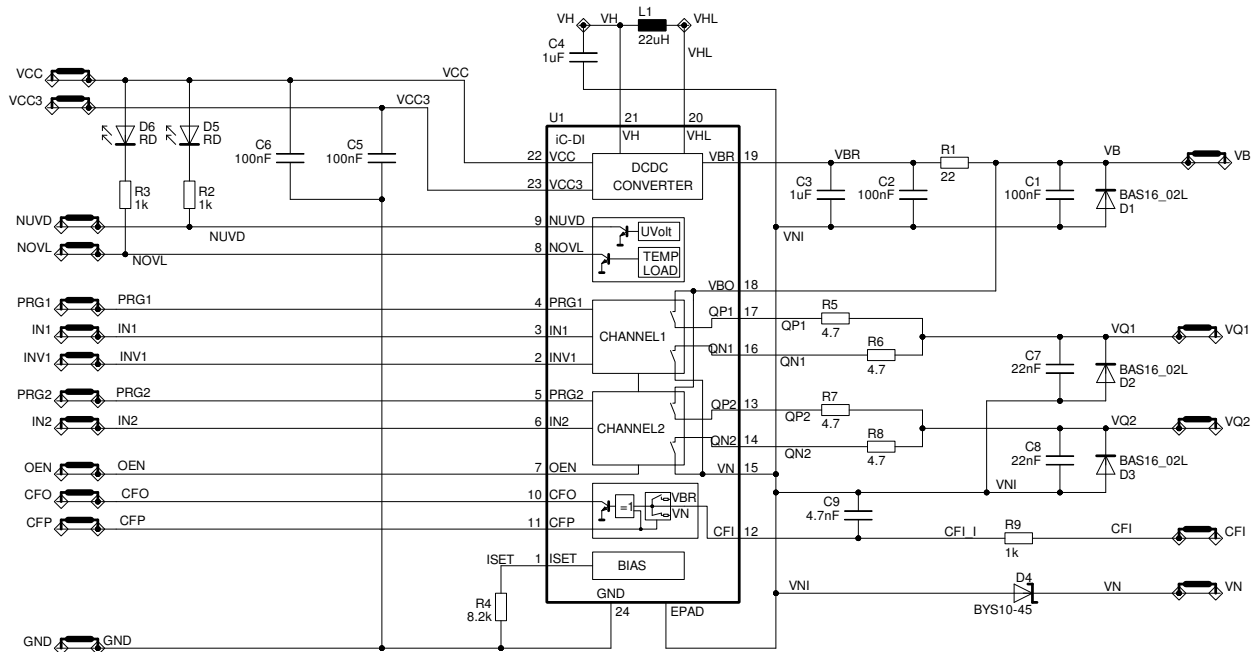 VH VH L1 VHL
C4
1uF
22uH
VHL
VCC VCC
VCC3 VCC3
U1 21 20
iC-DI VH VHL
D6
RD
D5
RD
C6
100nF
C5
100nF
22 VCC
23 VCC3
DCDC
CONVERTER
VBR 19
VBR R1
22
VB VB
C3
1uF
C2
100nF
C1
100nF
BAS16_02L
D1
VNI
R3
1k
R2
1k
NUVD NUVD
9 NUVD
UVolt
NOVL NOVL
8 NOVL
TEMP
LOAD
VBO 18
PRG1 PRG1 4 PRG1
IN1 IN1 3 IN1
INV1 INV1 2 INV1
CHANNEL1
QP1 17
QP1
R5
4.7
QN1 16
QN1
R6
4.7
VQ1 VQ1
C7
22nF
BAS16_02L
D2
PRG2 PRG2 5 PRG2
IN2 IN2 6 IN2
CHANNEL2
QP2 13
QP2
R7
4.7
QN2 14
QN2
R8
4.7
VQ2 VQ2
C8
22nF
BAS16_02L
D3
OEN OEN 7 OEN
VN 15
VNI
CFO CFO 10 CFO
CFP CFP 11 CFP
=1
VBR
VN
C9
4.7nF
CFI 12
CFI_I
R9
1k
CFI CFI
ISET 1 ISET
BIAS
R4
8.2k
GND
24 EPAD
VNI
D4
BYS10-45
VN VN
GND GND